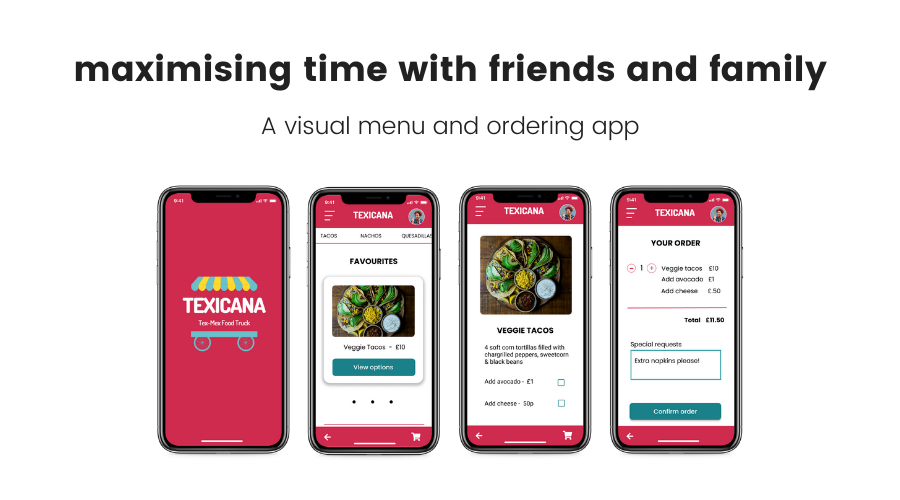 maximising time with friends and family
A visual menu and ordering app
9:41
TEXICANA
Tex-Mex Food Truck
9:41
TEXICANA
TACOS NACHOS QUESADILLAS
FAVOURITES
Veggie Tacos - £10
View options
9:41
TEXICANA
VEGGIE TACOS
4 soft corn tortillas filled with
chargrilled peppers, sweetcorn
& black beans
Add avocado - £1
Add cheese - 50p
9:41
TEXICANA
YOUR ORDER
1 Veggie tacos £10
Add avocado £1
Add cheese £.50
Total £11.50
Special requests
Extra napkins please!
Confirm order